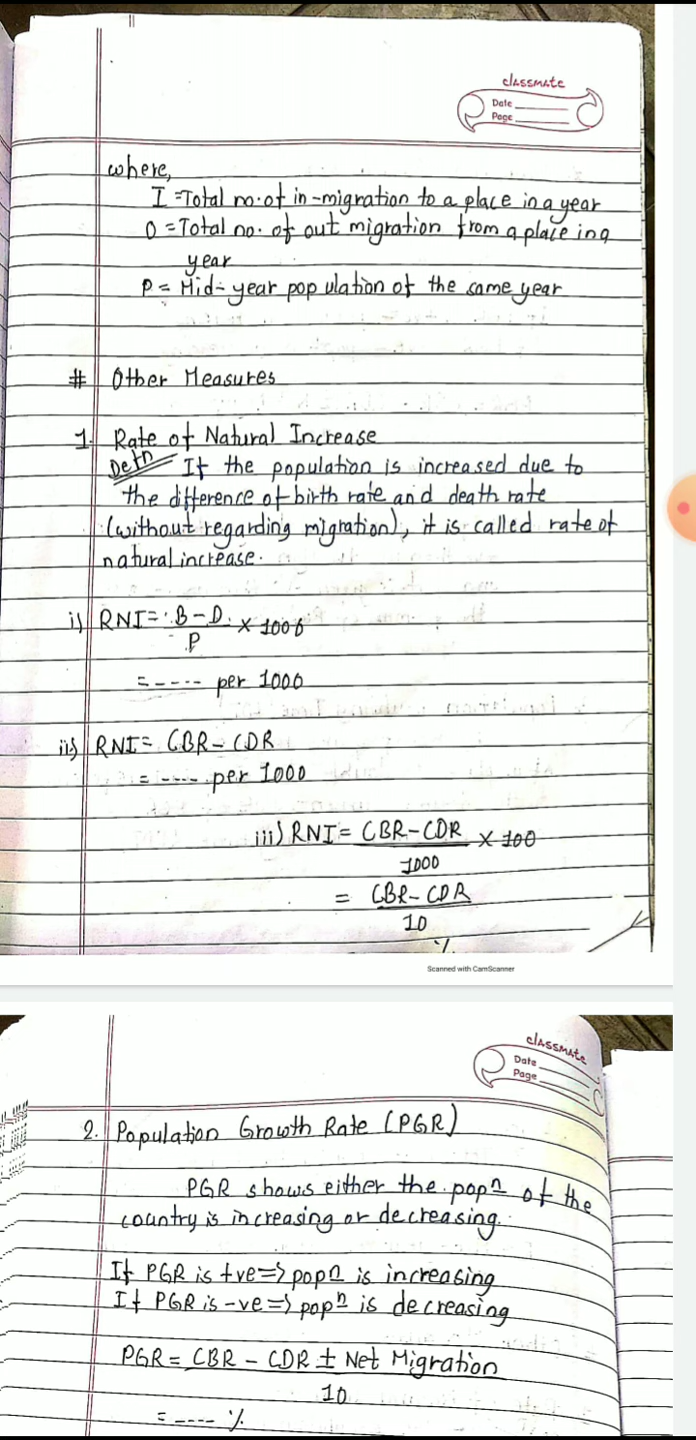 classmate
Date
Page
where,
I = Total no. of in-migration to a place in a year
O = Total no. of out migration from a place in a
year
P = Mid-year population of the same year
# Other Measures
1. Rate of Natural Increase
Defn If the population is increased due to
the difference of birth rate and death rate
(without regarding migration), it is called rate of
natural increase.
i) RNI = B-D / P × 1000
= ---- per 1000
ii) RNI = CBR - CDR
= ---- per 1000
iii) RNI = CBR-CDR / 1000 × 100
= CBR-CDR / 10
%
Scanned with CamScanner
classmate
Date
Page
2. Population Growth Rate (PGR)
PGR shows either the popn of the
country is increasing or decreasing.
If PGR is +ve => popn is increasing
If PGR is -ve => popn is decreasing
PGR = CBR - CDR ± Net Migration / 10
= ---- %